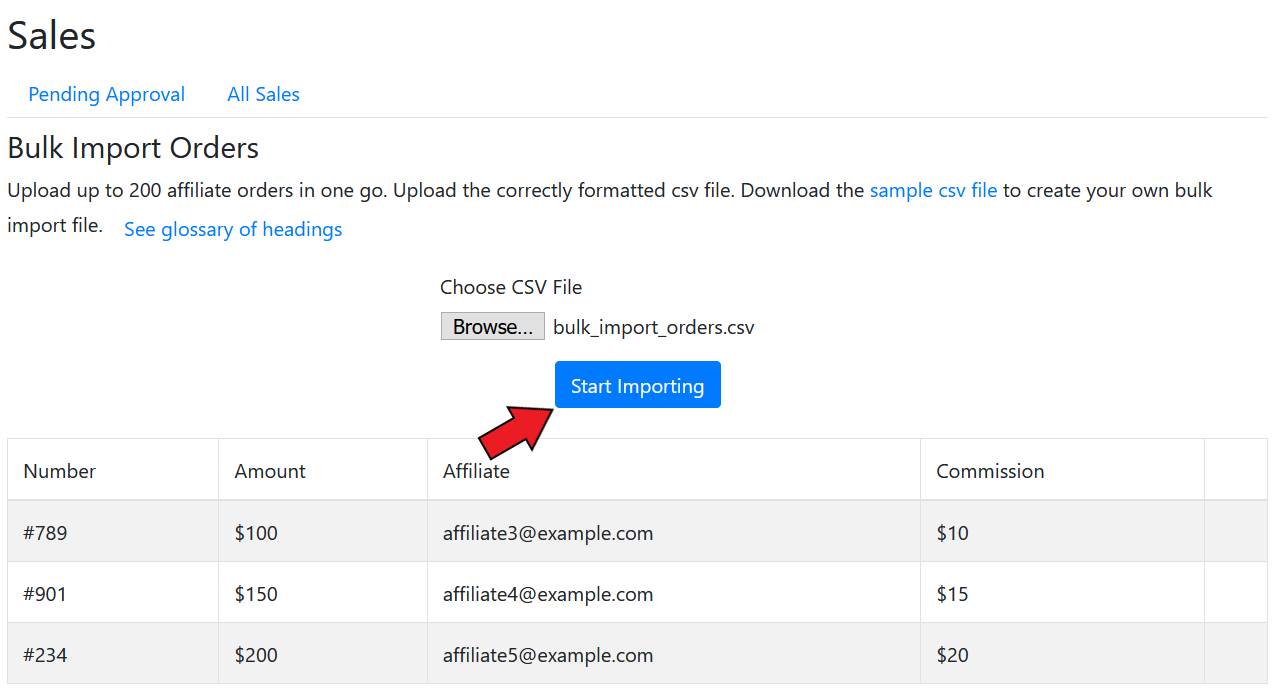 Sales
Pending Approval All Sales
Bulk Import Orders
Upload up to 200 affiliate orders in one go. Upload the correctly formatted csv file. Download the sample csv file to create your own bulk
import file. See glossary of headings
Choose CSV File
Browse... bulk_import_orders.csv
Start Importing
Number Amount Affiliate Commission
#789 $100 affiliate3@example.com $10
#901 $150 affiliate4@example.com $15
#234 $200 affiliate5@example.com $20